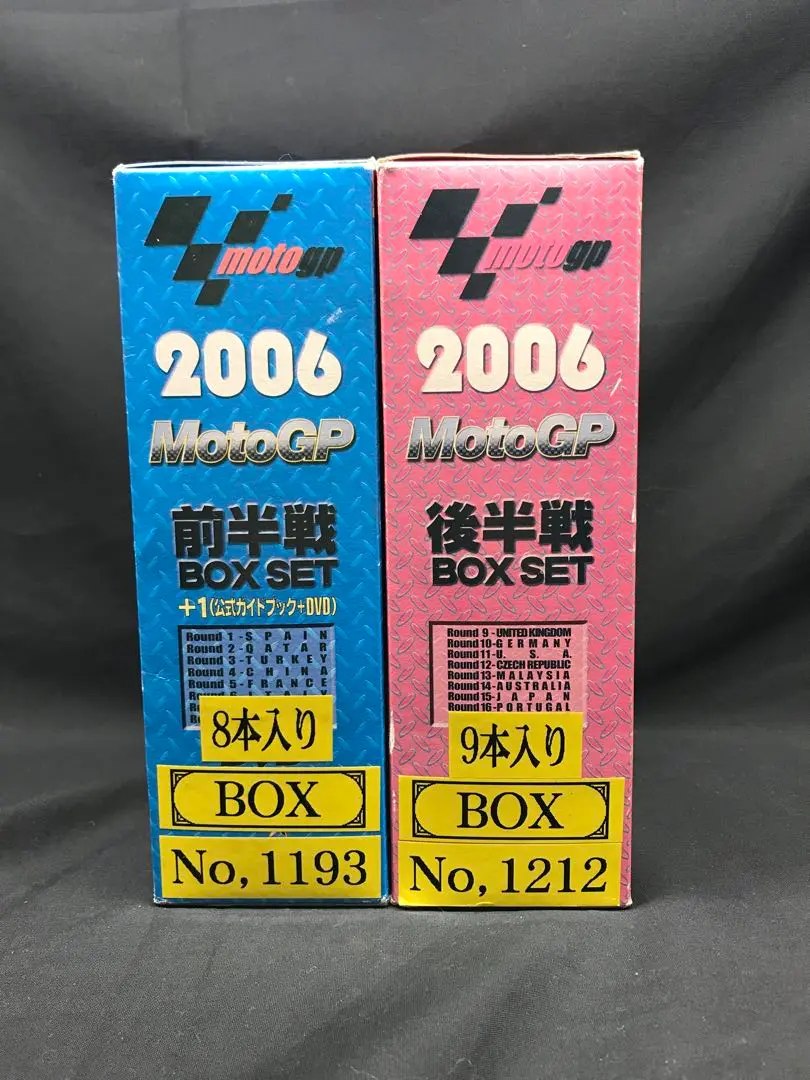 motogp
2006
MotoGP
前半戦
BOX SET
+1(公式ガイドブック+DVD)
Round 1-SPAIN
Round 2-QATAR
Round 3-TURKEY
Round 4-CHINA
Round 5-FRANCE
8本入り
BOX
No,1193
motogp
2006
MotoGP
後半戦
BOX SET
Round 9-UNITED KINGDOM
Round10-GERMANY
Round11-U. S. A.
Round12-CZECH REPUBLIC
Round13-MALAYSIA
Round14-AUSTRALIA
Round15-JAPAN
Round16-PORTUGAL
9本入り
BOX
No,1212